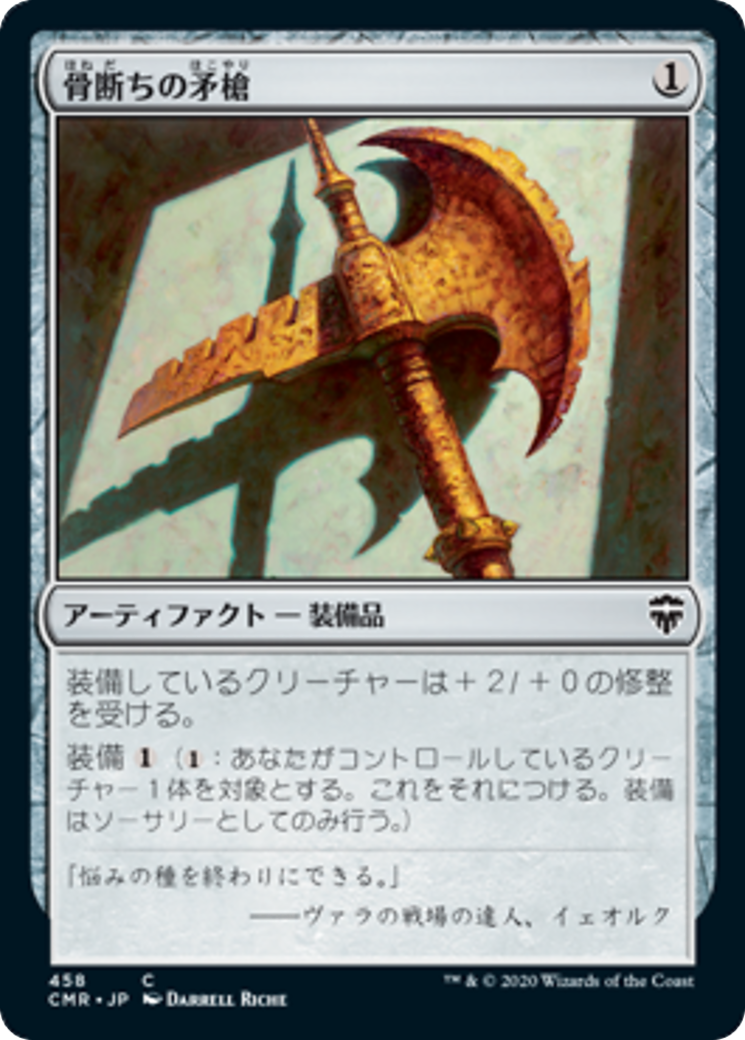 骨断ちの矛槍
1
アーティファクト ― 装備品
装備しているクリーチャーは＋２/＋０の修整
を受ける。
装備 1 （1：あなたがコントロールしているクリー
チャー１体を対象とする。これをそれにつける。装備
はソーサリーとしてのみ行う。）
「悩みの種を終わりにできる。」
――ヴァラの戦場の達人、イェオルク
458 C
CMR • JP DARRELL RICHE
™ & © 2020 Wizards of the Coast